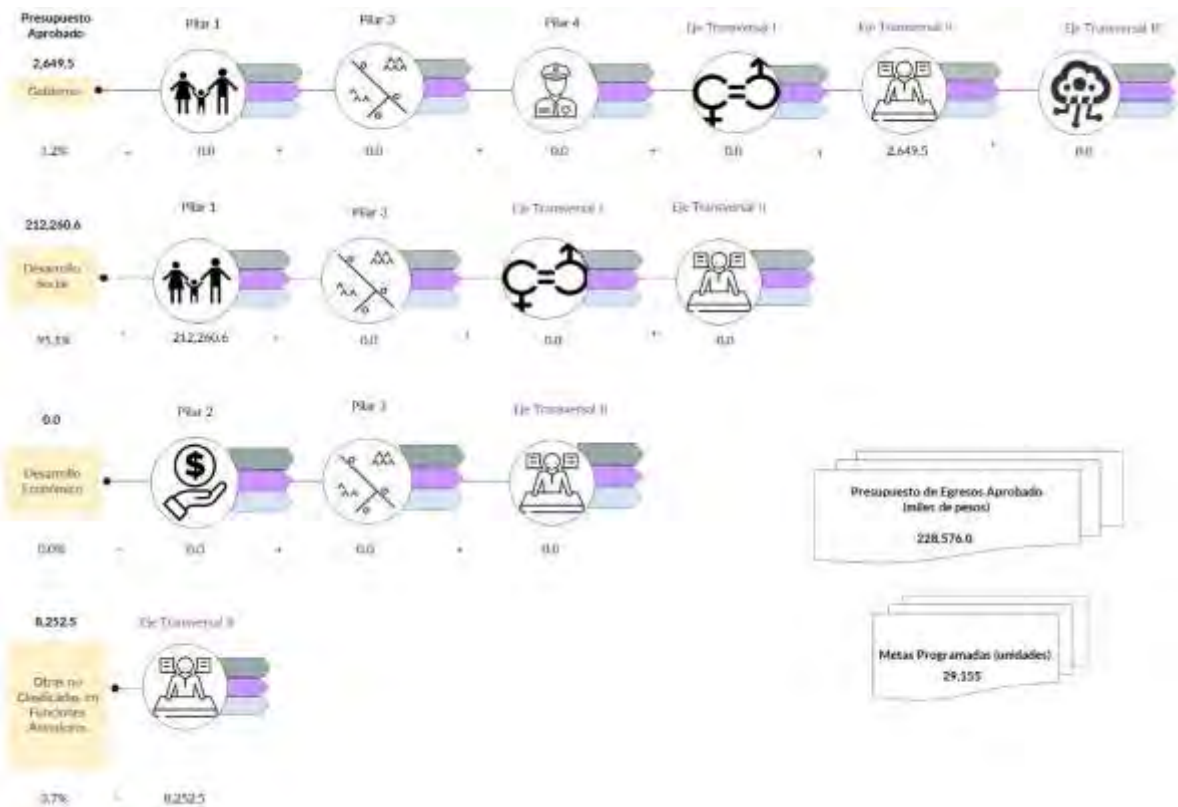 Presupuesto
Aprobado
Pilar 1
Pilar 3
Pilar 4
Eje Transversal I
Eje Transversal II
Eje Transversal III
2,649.5
Gobierno
1.2%
=
0.0
+
0.0
+
0.0
+
0.0
+
2,649.5
+
0.0
Pilar 1
Pilar 3
Eje Transversal I
Eje Transversal II
212,260.6
Desarrollo
Social
95.1%
212,260.6
0.0
0.0
0.0
Pilar 2
Pilar 3
Eje Transversal II
0.0
Desarrollo
Económico
0.0%
=
0.0
+
0.0
+
0.0
Presupuesto de Egresos Aprobado
(miles de pesos)
228,576.0
8,252.5
Eje Transversal II
Otras no
Clasificadas en
Funciones
Anteriores
3.7%
8,252.5
Metas Programadas (unidades)
29,155